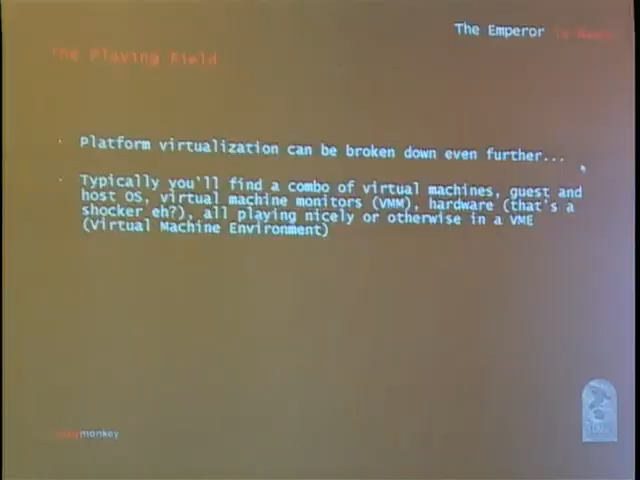 The Emperor is Naked
The Playing Field
Platform virtualization can be broken down even further...
Typically you'll find a combo of virtual machines, guest and
host OS, virtual machine monitors (VMM), hardware (that's a
shocker eh?), all playing nicely or otherwise in a VME
(Virtual Machine Environment)
monkey